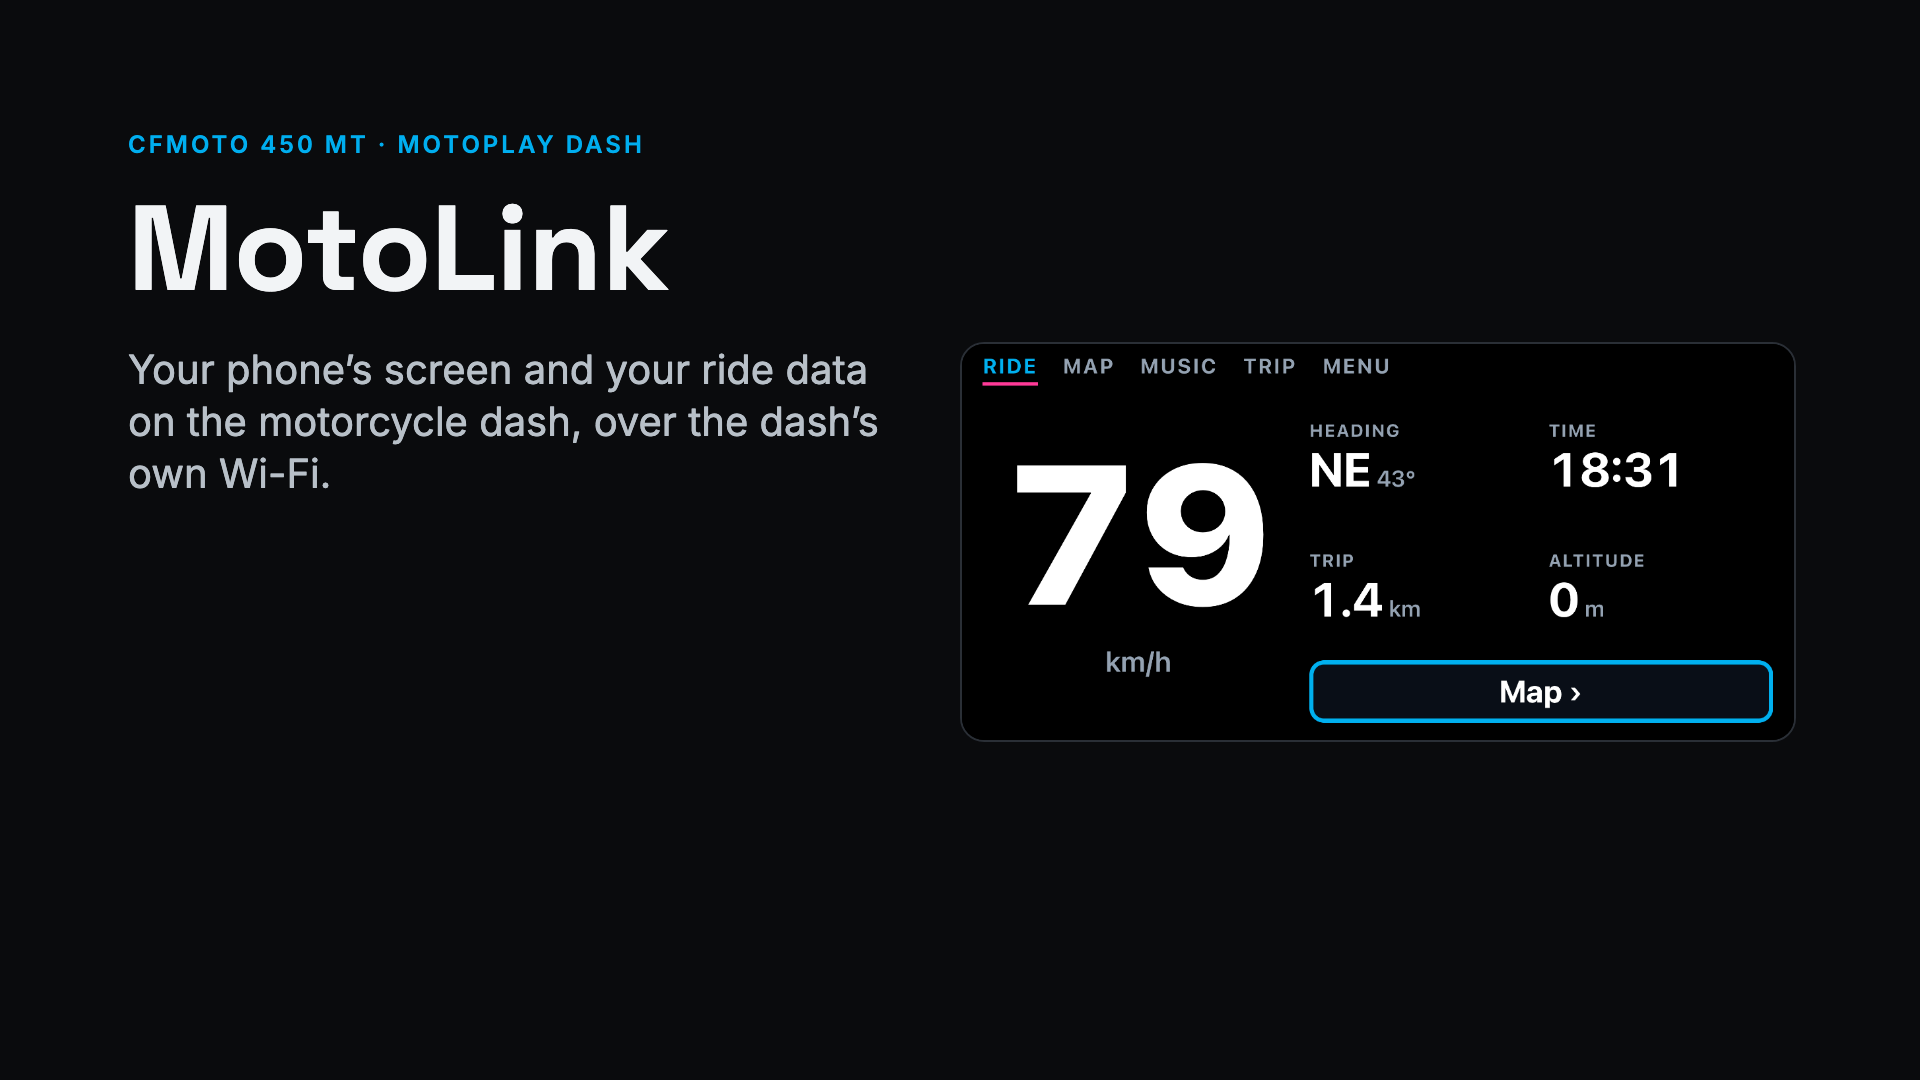 CFMOTO 450 MT · MOTOPLAY DASH
MotoLink
Your phone’s screen and your ride data
on the motorcycle dash, over the dash’s
own Wi-Fi.
RIDE MAP MUSIC TRIP MENU
79
km/h
HEADING
NE 43°
TIME
18:31
TRIP
1.4 km
ALTITUDE
0 m
Map ›